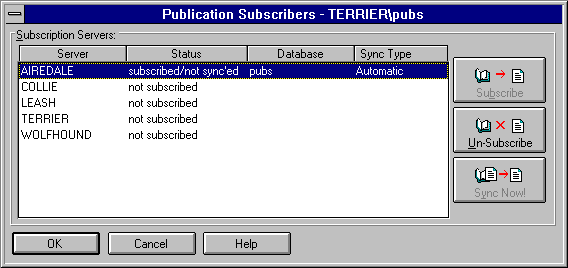 Publication Subscribers - TERRIER\pubs
Subscription Servers:
Server Status Database Sync Type
AIREDALE subscribed/not sync'ed pubs Automatic
COLLIE not subscribed
LEASH not subscribed
TERRIER not subscribed
WOLFHOUND not subscribed
Subscribe
Un-Subscribe
Sync Now!
OK Cancel Help